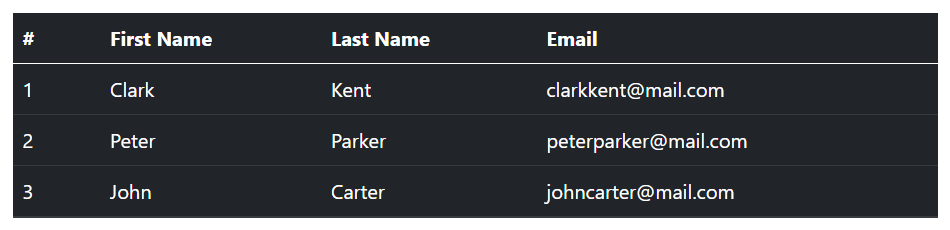 # First Name Last Name Email
1 Clark Kent clarkkent@mail.com
2 Peter Parker peterparker@mail.com
3 John Carter johncarter@mail.com